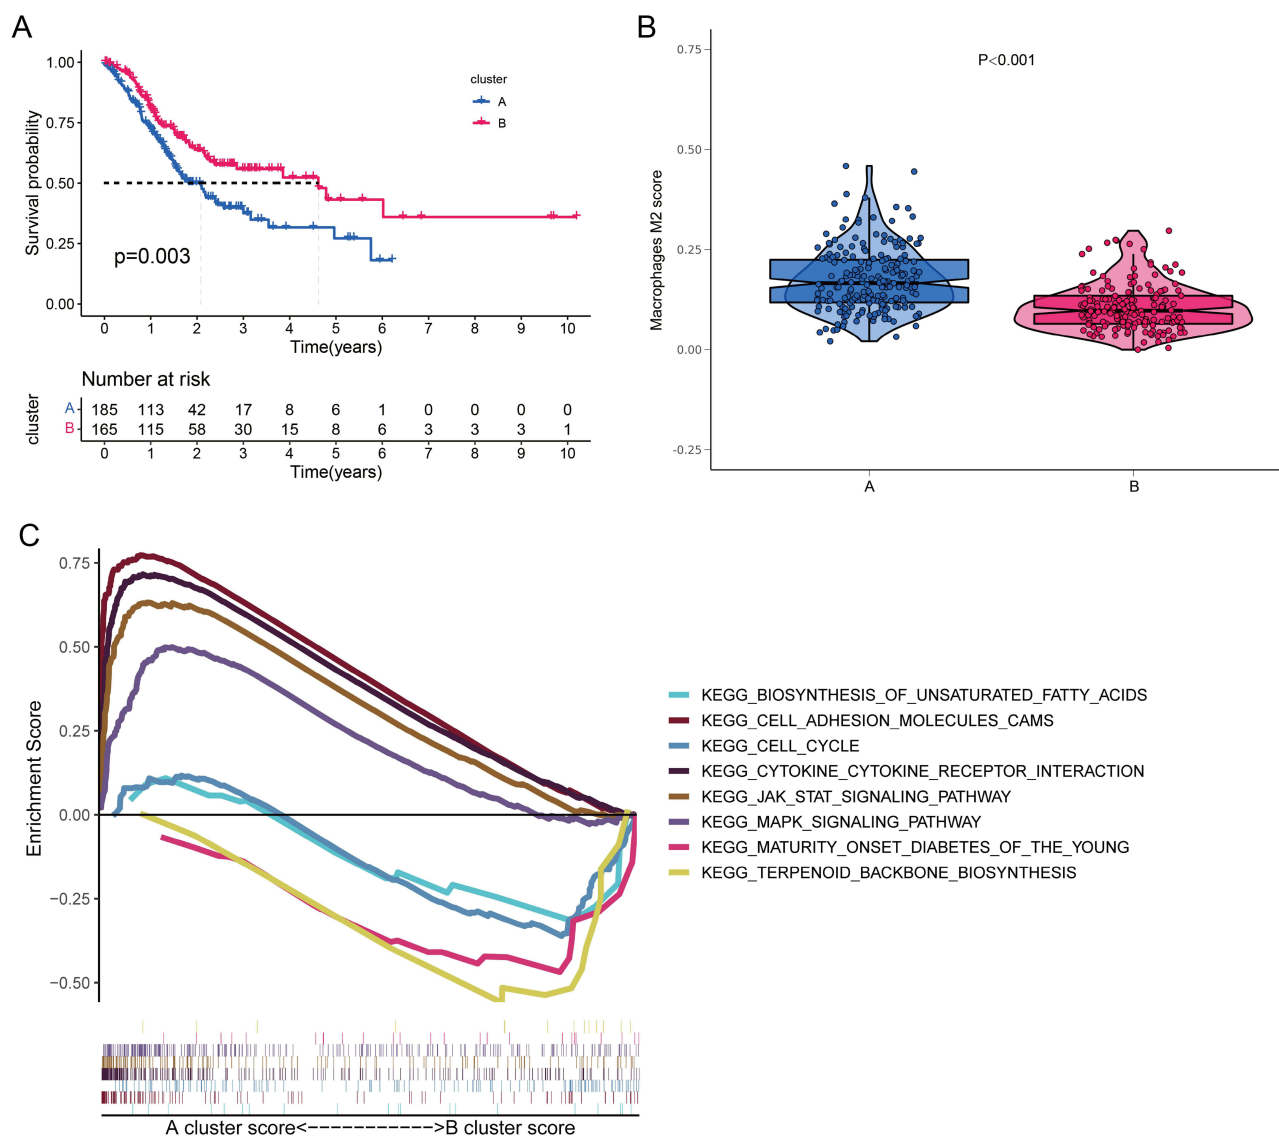 A
1.00
0.75
0.50
0.25
0.00
Survival probability
cluster
A
B
p=0.003
0 1 2 3 4 5 6 7 8 9 10
Time(years)
Number at risk
cluster
A 185 113 42 17 8 6 1 0 0 0 0
B 165 115 58 30 15 8 6 3 3 3 1
0 1 2 3 4 5 6 7 8 9 10
Time(years)
B
P<0.001
0.75
0.50
0.25
0.00
-0.25
Macrophages M2 score
A B
C
0.75
0.50
0.25
0.00
−0.25
−0.50
Enrichment Score
KEGG_BIOSYNTHESIS_OF_UNSATURATED_FATTY_ACIDS
KEGG_CELL_ADHESION_MOLECULES_CAMS
KEGG_CELL_CYCLE
KEGG_CYTOKINE_CYTOKINE_RECEPTOR_INTERACTION
KEGG_JAK_STAT_SIGNALING_PATHWAY
KEGG_MAPK_SIGNALING_PATHWAY
KEGG_MATURITY_ONSET_DIABETES_OF_THE_YOUNG
KEGG_TERPENOID_BACKBONE_BIOSYNTHESIS
A cluster score<----------->B cluster score